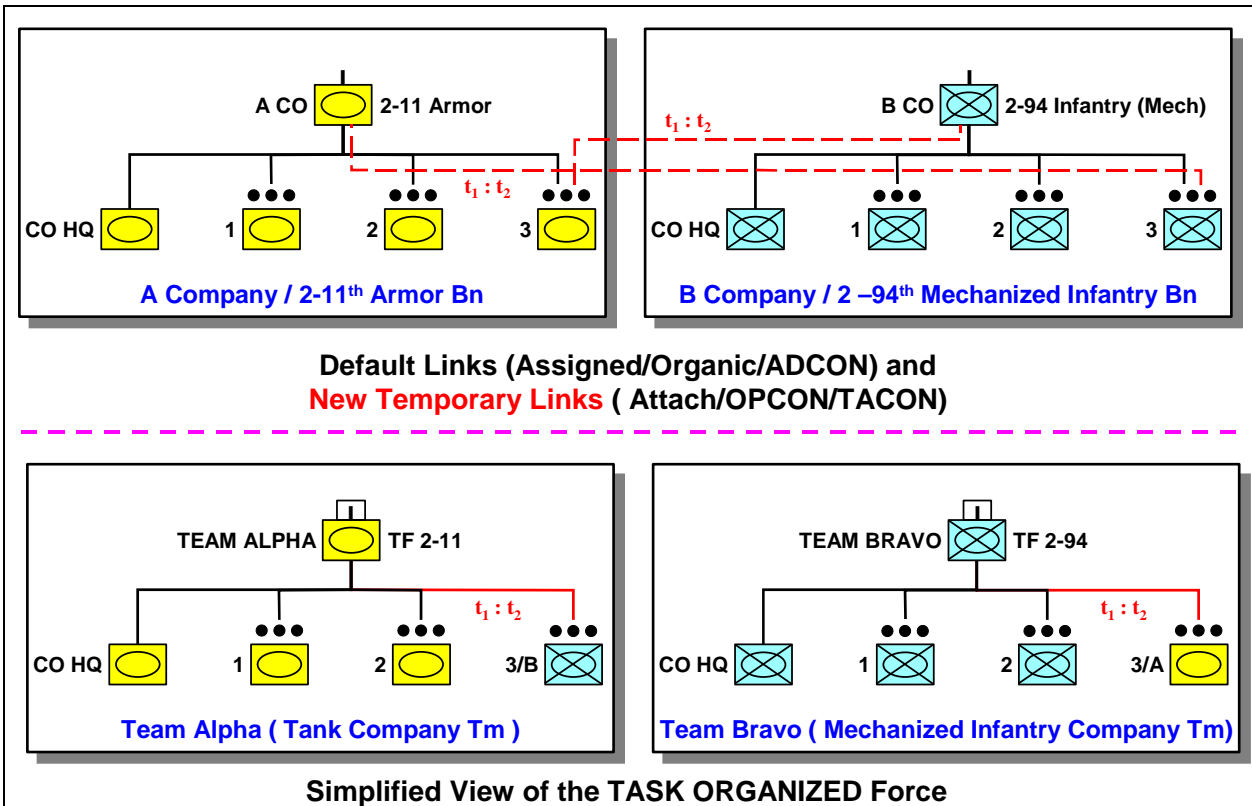 A CO 2-11 Armor
t₁ : t₂
CO HQ 1 2 3
A Company / 2-11ᵗʰ Armor Bn
B CO 2-94 Infantry (Mech)
t₁ : t₂
CO HQ 1 2 3
B Company / 2 –94ᵗʰ Mechanized Infantry Bn
Default Links (Assigned/Organic/ADCON) and
New Temporary Links ( Attach/OPCON/TACON)
TEAM ALPHA TF 2-11
t₁ : t₂
CO HQ 1 2 3/B
Team Alpha ( Tank Company Tm )
TEAM BRAVO TF 2-94
t₁ : t₂
CO HQ 1 2 3/A
Team Bravo ( Mechanized Infantry Company Tm)
Simplified View of the TASK ORGANIZED Force